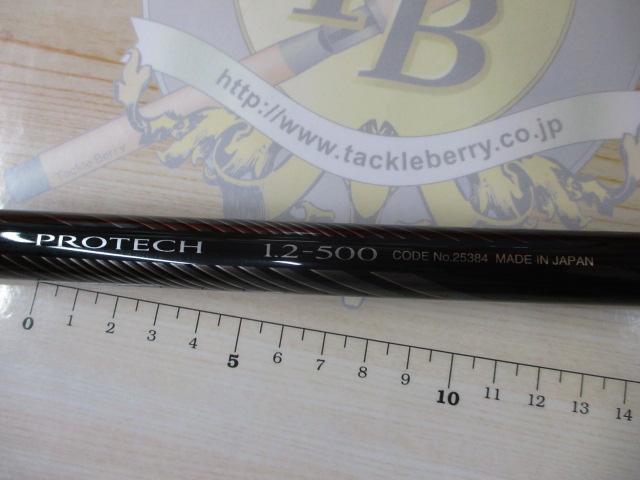 TB
http://www.tackleberry.co.jp
Tackle Berry
PROTECH 1.2-500 CODE No.25384 MADE IN JAPAN
0 1 2 3 4 5 6 7 8 9 10 11 12 13 14